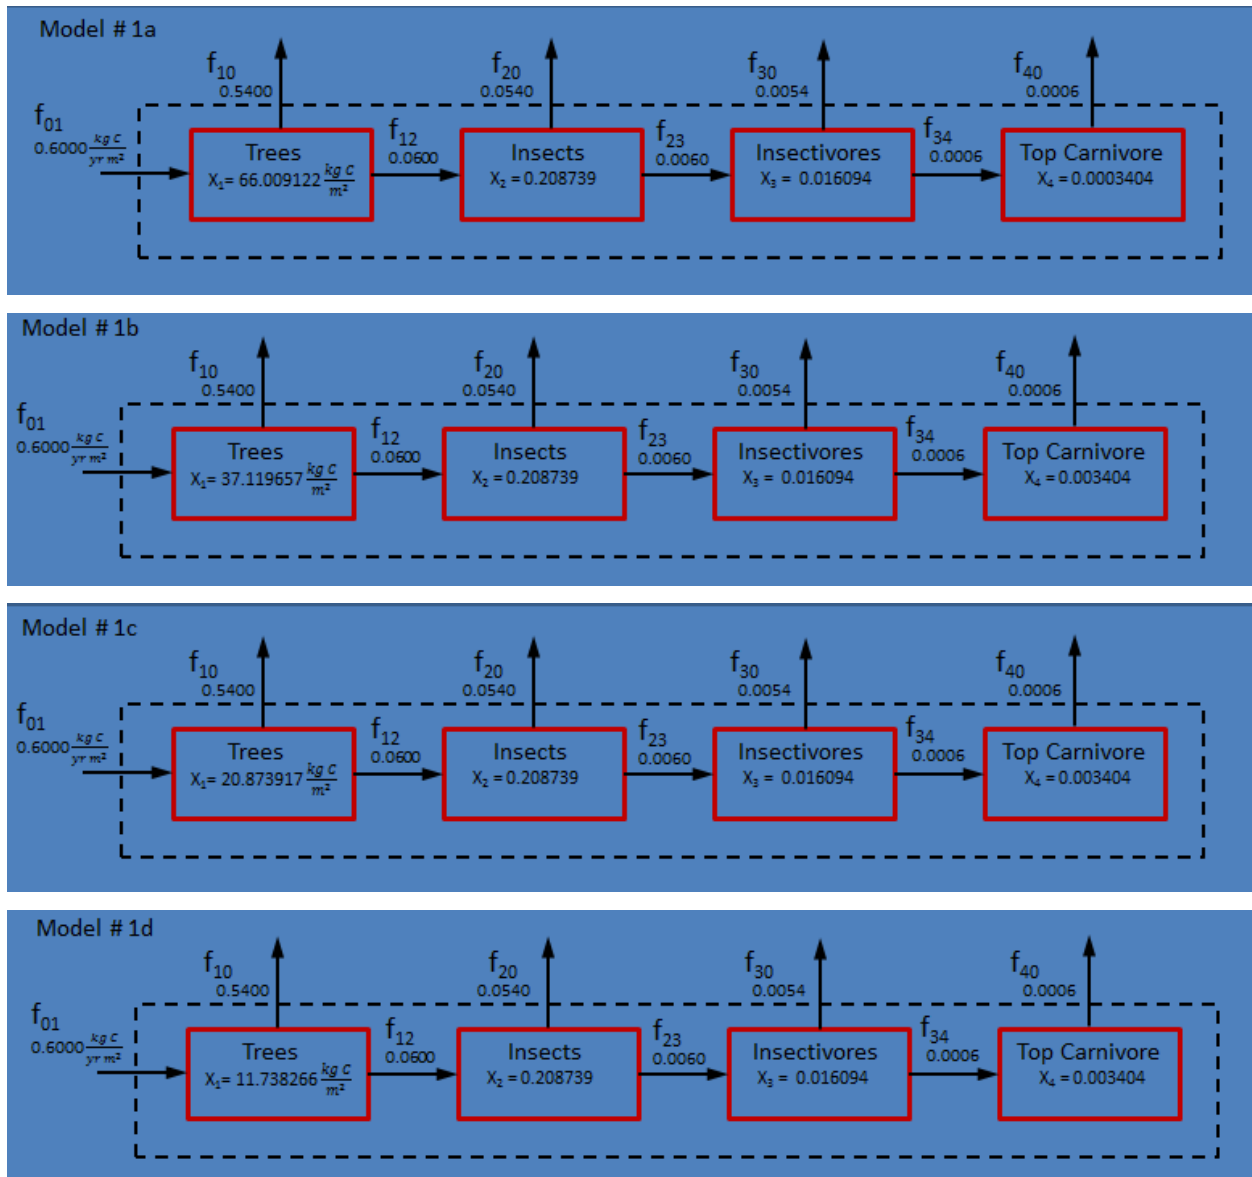 Model # 1a
f10 f20 f30 f40
0.5400 0.0540 0.0054 0.0006
f01 f12 f23 f34
0.6000 kg C / yr m² 0.0600 0.0060 0.0006
Trees Insects Insectivores Top Carnivore
X1= 66.009122 kg C / m² X2 = 0.208739 X3 = 0.016094 X4 = 0.0003404
Model # 1b
f10 f20 f30 f40
0.5400 0.0540 0.0054 0.0006
f01 f12 f23 f34
0.6000 kg C / yr m² 0.0600 0.0060 0.0006
Trees Insects Insectivores Top Carnivore
X1= 37.119657 kg C / m² X2 = 0.208739 X3 = 0.016094 X4 = 0.003404
Model # 1c
f10 f20 f30 f40
0.5400 0.0540 0.0054 0.0006
f01 f12 f23 f34
0.6000 kg C / yr m² 0.0600 0.0060 0.0006
Trees Insects Insectivores Top Carnivore
X1= 20.873917 kg C / m² X2 = 0.208739 X3 = 0.016094 X4 = 0.003404
Model # 1d
f10 f20 f30 f40
0.5400 0.0540 0.0054 0.0006
f01 f12 f23 f34
0.6000 kg C / yr m² 0.0600 0.0060 0.0006
Trees Insects Insectivores Top Carnivore
X1= 11.738266 kg C / m² X2 = 0.208739 X3 = 0.016094 X4 = 0.003404